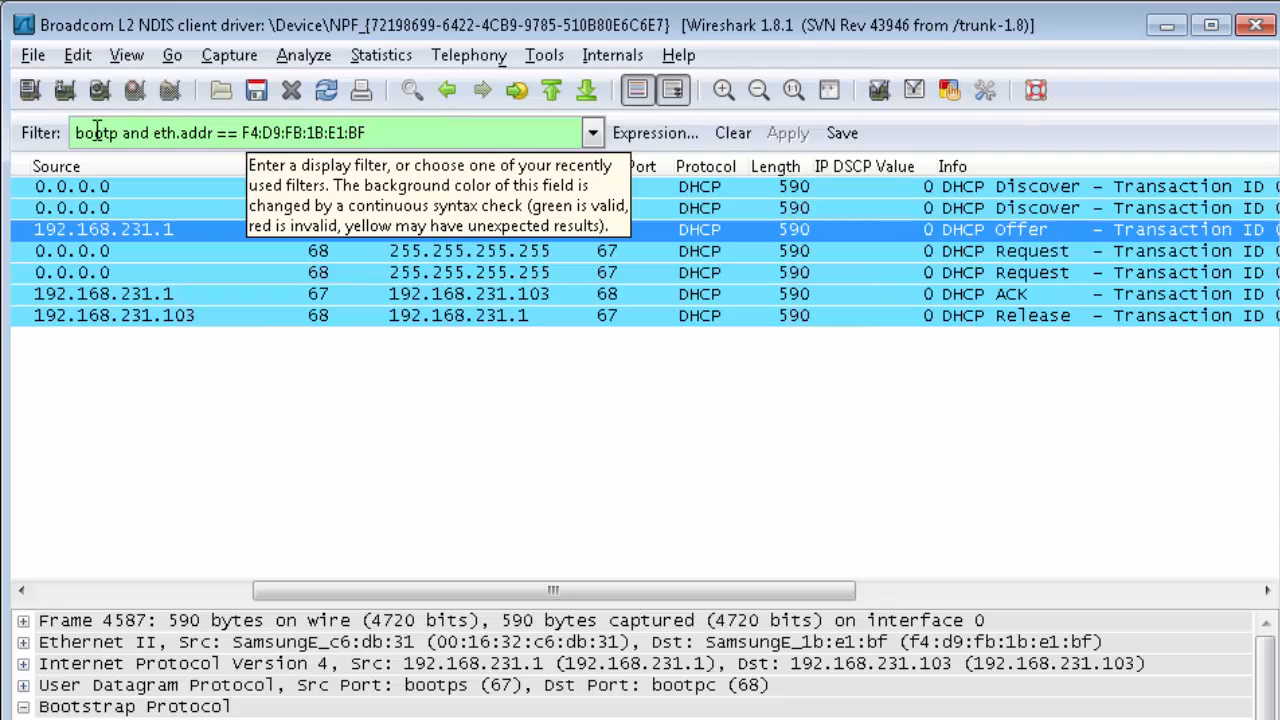 Broadcom L2 NDIS client driver: \Device\NPF_{72198699-6422-4CB9-9785-510B80E6C6E7} [Wireshark 1.8.1 (SVN Rev 43946 from /trunk-1.8)]
File Edit View Go Capture Analyze Statistics Telephony Tools Internals Help
Filter: bootp and eth.addr == F4:D9:FB:1B:E1:BF Expression... Clear Apply Save
Source Port Protocol Length IP DSCP Value Info
0.0.0.0 DHCP 590 0 DHCP Discover - Transaction ID
0.0.0.0 DHCP 590 0 DHCP Discover - Transaction ID
192.168.231.1 DHCP 590 0 DHCP Offer - Transaction ID
Enter a display filter, or choose one of your recently
used filters. The background color of this field is
changed by a continuous syntax check (green is valid,
red is invalid, yellow may have unexpected results).
0.0.0.0 68 255.255.255.255 67 DHCP 590 0 DHCP Request - Transaction ID
0.0.0.0 68 255.255.255.255 67 DHCP 590 0 DHCP Request - Transaction ID
192.168.231.1 67 192.168.231.103 68 DHCP 590 0 DHCP ACK - Transaction ID
192.168.231.103 68 192.168.231.1 67 DHCP 590 0 DHCP Release - Transaction ID
Frame 4587: 590 bytes on wire (4720 bits), 590 bytes captured (4720 bits) on interface 0
Ethernet II, Src: SamsungE_c6:db:31 (00:16:32:c6:db:31), Dst: SamsungE_1b:e1:bf (f4:d9:fb:1b:e1:bf)
Internet Protocol Version 4, Src: 192.168.231.1 (192.168.231.1), Dst: 192.168.231.103 (192.168.231.103)
User Datagram Protocol, Src Port: bootps (67), Dst Port: bootpc (68)
Bootstrap Protocol